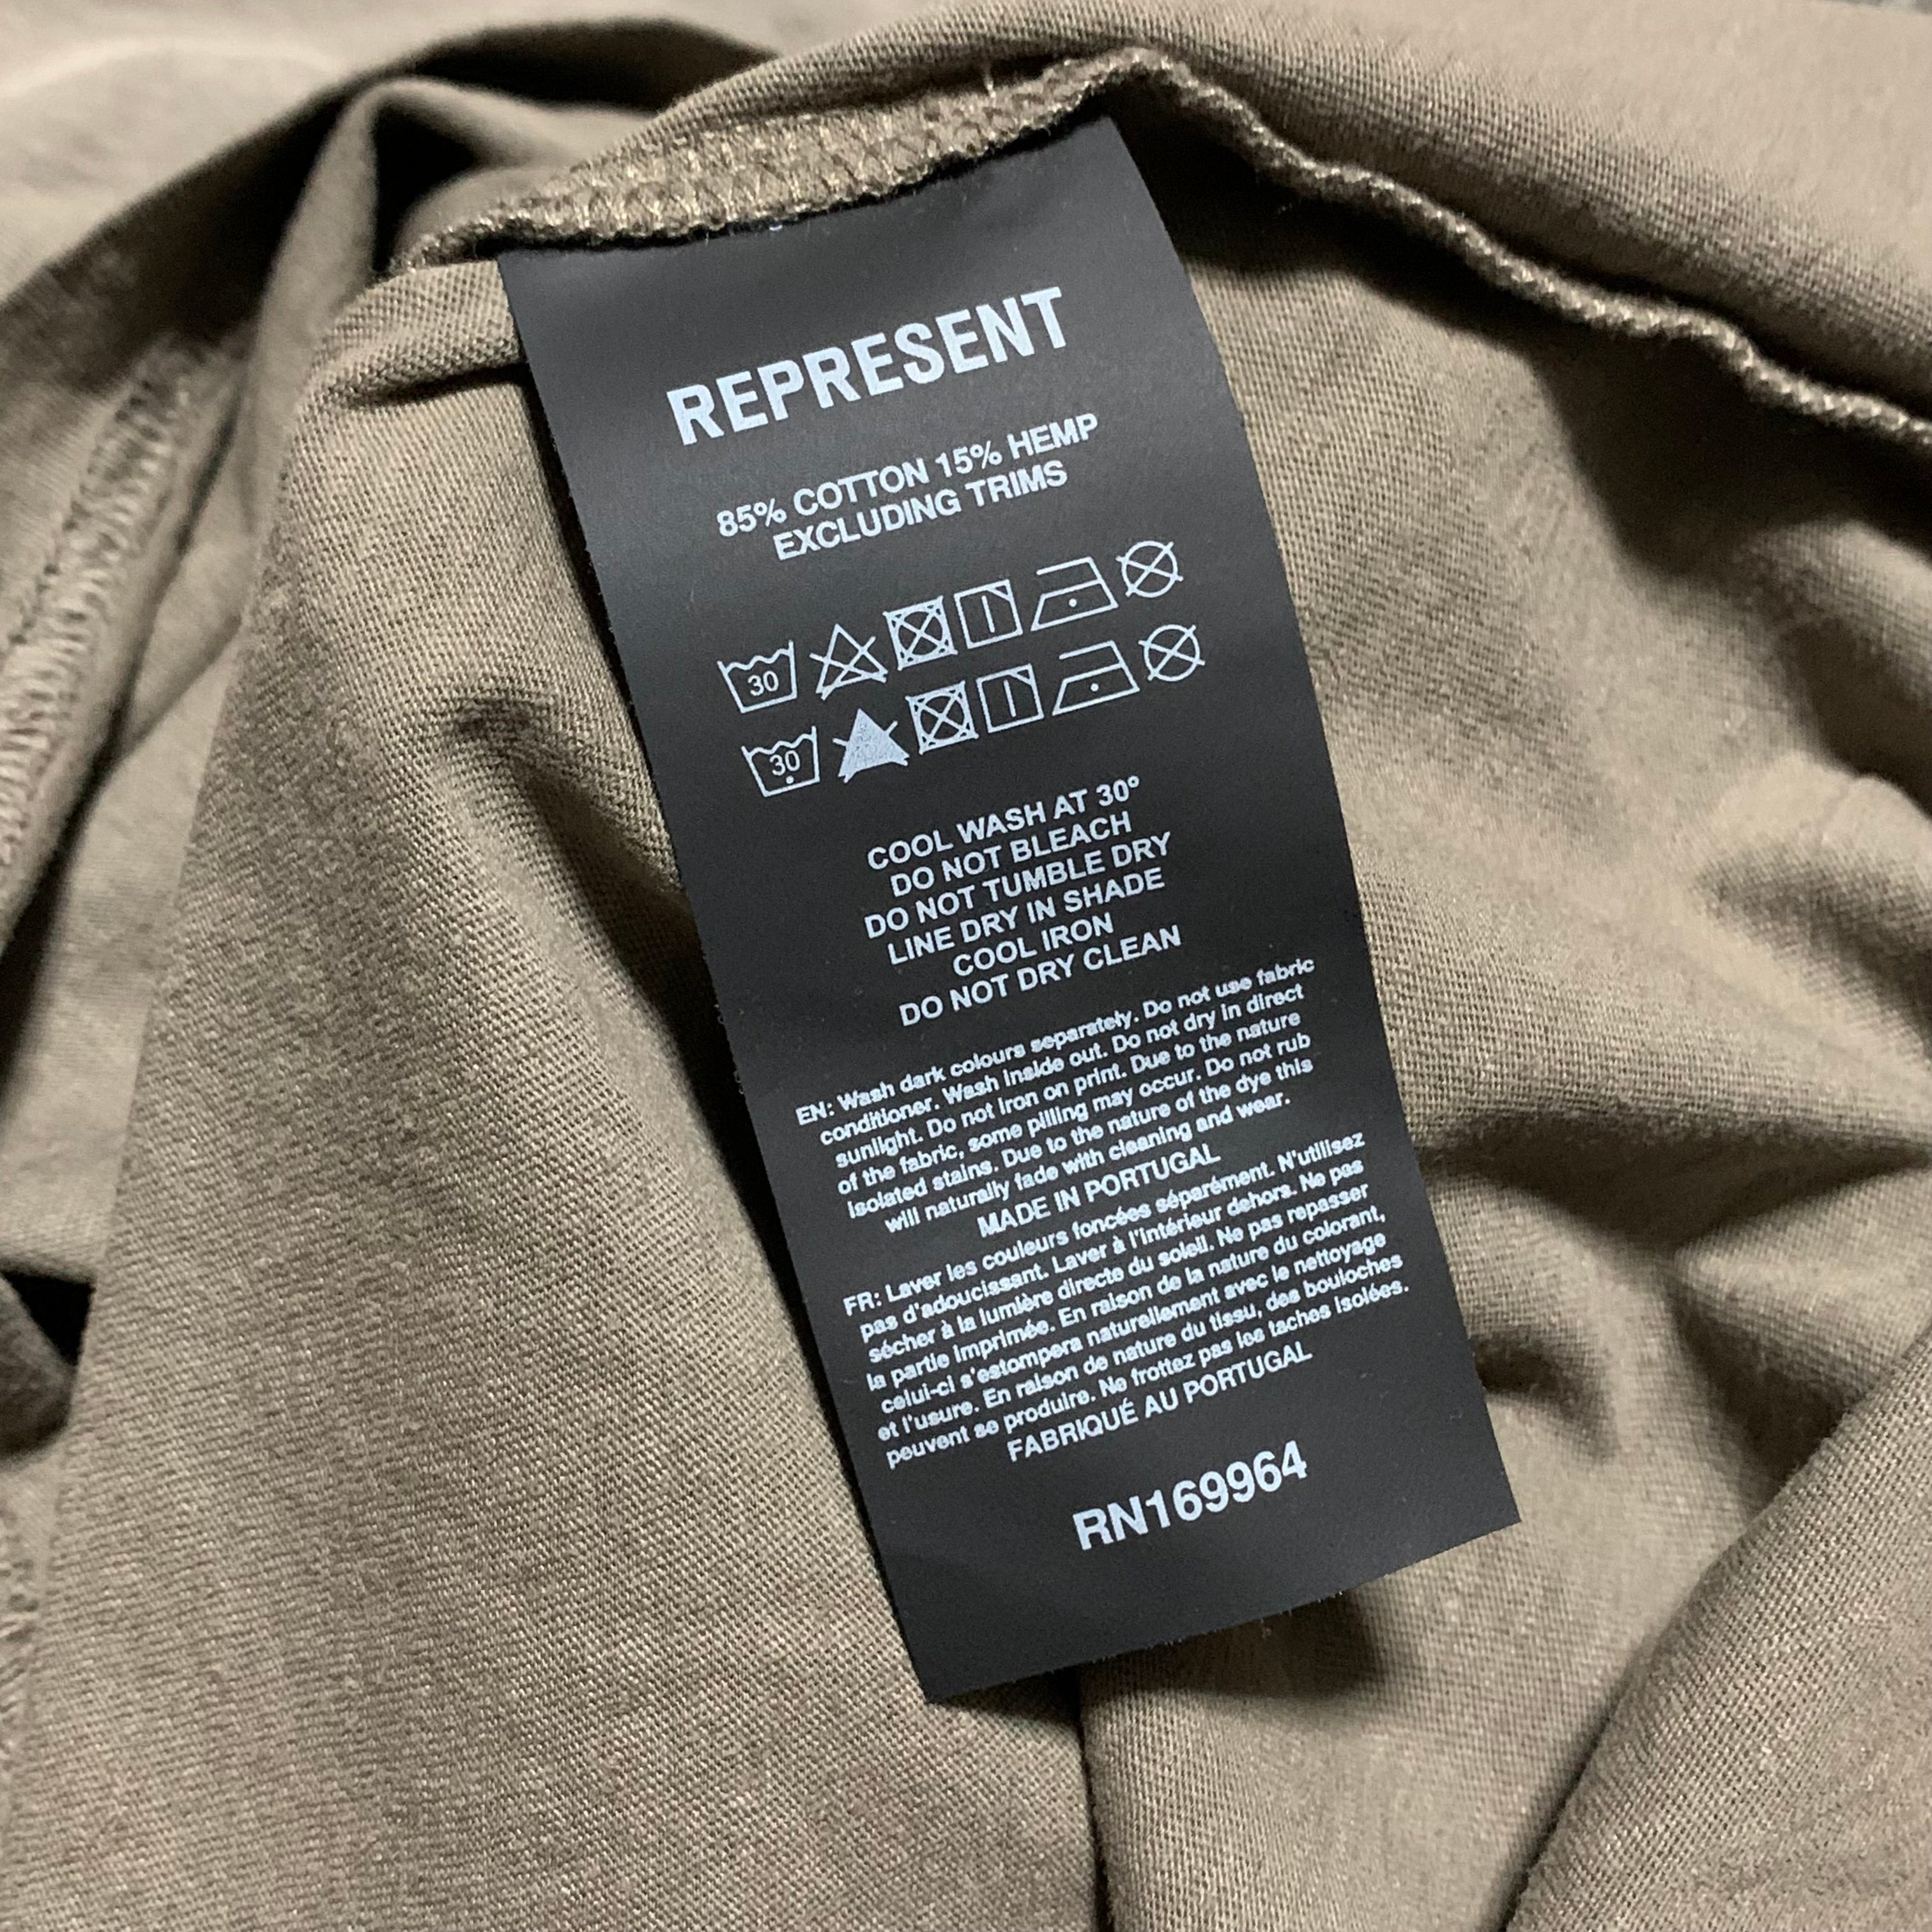 REPRESENT
85% COTTON 15% HEMP
EXCLUDING TRIMS
30
30
COOL WASH AT 30°
DO NOT BLEACH
DO NOT TUMBLE DRY
LINE DRY IN SHADE
COOL IRON
DO NOT DRY CLEAN
EN: Wash dark colours separately. Do not use fabric
conditioner. Wash inside out. Do not dry in direct
sunlight. Do not iron on print. Due to the nature
of the fabric, some pilling may occur. Do not rub
isolated stains. Due to the nature of the dye this
will naturally fade with cleaning and wear.
MADE IN PORTUGAL
FR: Laver les couleurs foncées séparément. N'utilisez
pas d'adoucissant. Laver à l'intérieur dehors. Ne pas
sécher à la lumière directe du soleil. Ne pas repasser
la partie imprimée. En raison de la nature du colorant,
celui-ci s'estompera naturellement avec le nettoyage
et l'usure. En raison de nature du tissu, des bouloches
peuvent se produire. Ne frottez pas les taches isolées.
FABRIQUÉ AU PORTUGAL
RN169964